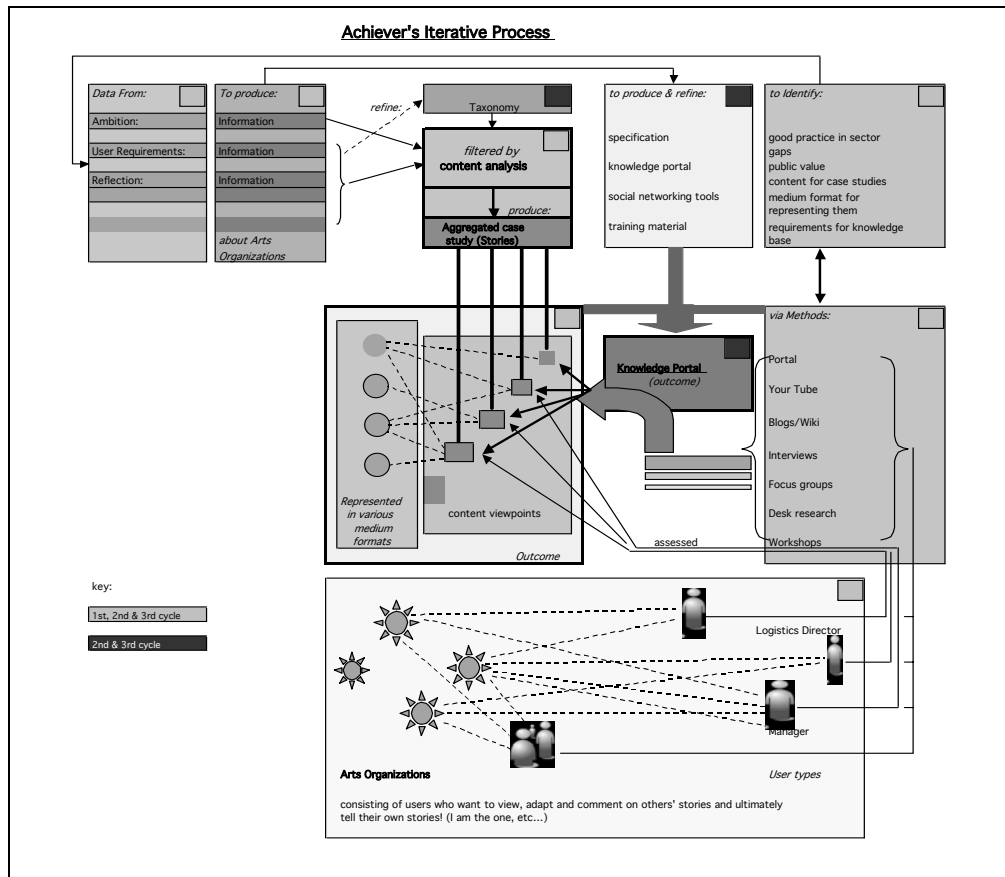 Achiever's Iterative Process
Data From:
Ambition:
User Requirements:
Reflection:
To produce:
Information
Information
Information
about Arts
Organizations
refine:
Taxonomy
filtered by
content analysis
produce:
Aggregated case
study (Stories)
to produce & refine:
specification
knowledge portal
social networking tools
training material
to Identify:
good practice in sector
gaps
public value
content for case studies
medium format for
representing them
requirements for knowledge
base
Represented
in various
medium
formats
content viewpoints
Outcome
Knowledge Portal
(outcome)
via Methods:
Portal
Your Tube
Blogs/Wiki
Interviews
Focus groups
Desk research
Workshops
assessed
key:
1st, 2nd & 3rd cycle
2nd & 3rd cycle
Logistics Director
Manager
Arts Organizations
User types
consisting of users who want to view, adapt and comment on others' stories and ultimately
tell their own stories! (I am the one, etc...)